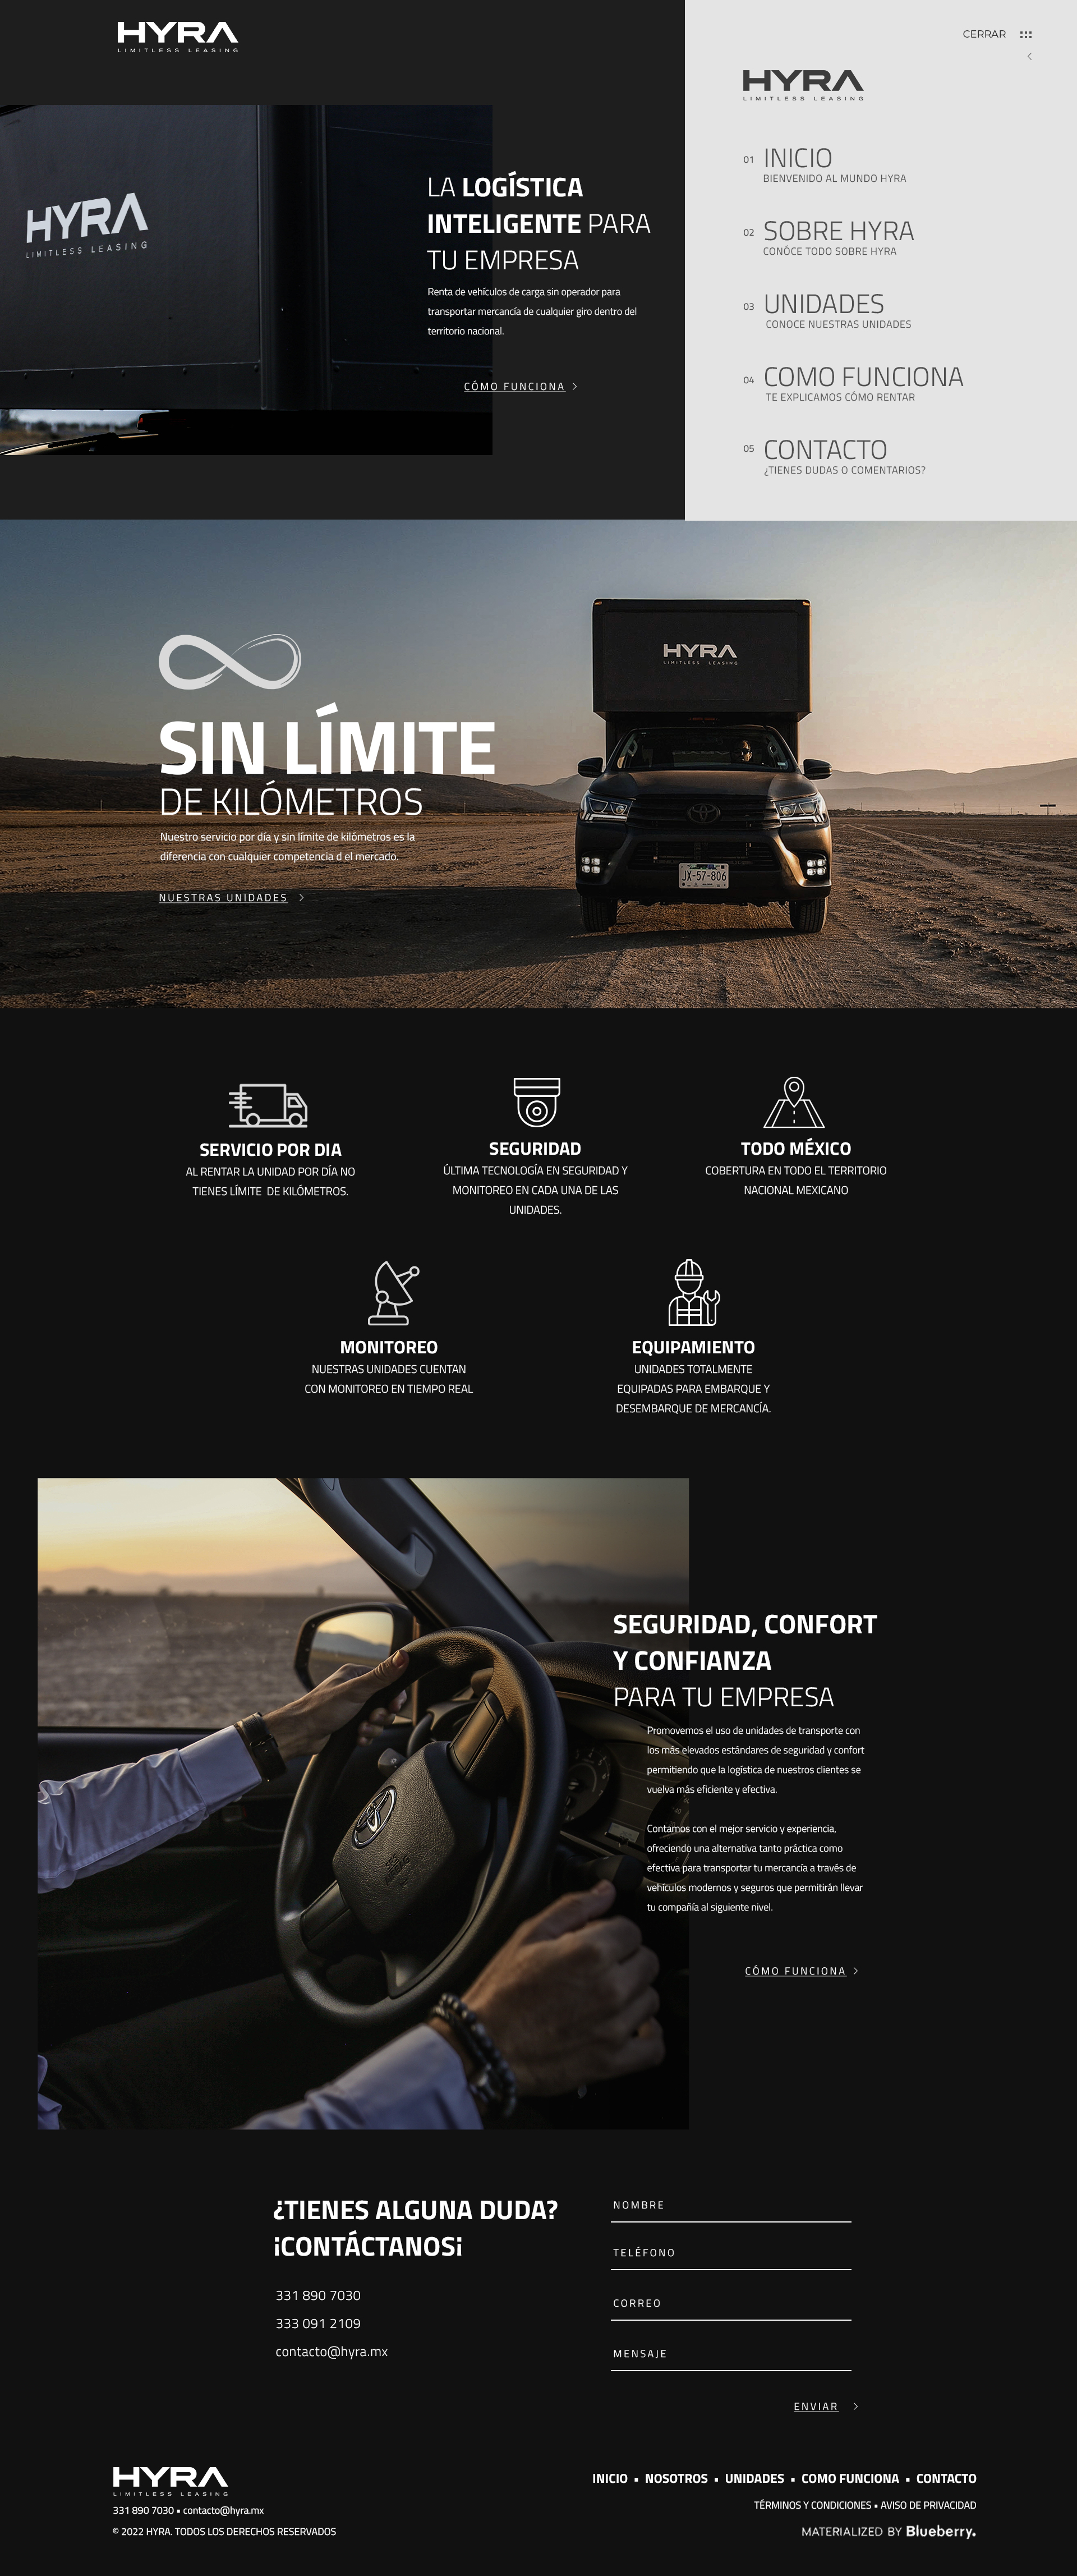 HYRA
LIMITLESS LEASING
CERRAR
HYRA
LIMITLESS LEASING
01 INICIO
BIENVENIDO AL MUNDO HYRA
02 SOBRE HYRA
CONÓCE TODO SOBRE HYRA
03 UNIDADES
CONOCE NUESTRAS UNIDADES
04 COMO FUNCIONA
TE EXPLICAMOS CÓMO RENTAR
05 CONTACTO
¿TIENES DUDAS O COMENTARIOS?
HYRA
LIMITLESS LEASING
LA LOGÍSTICA
INTELIGENTE PARA
TU EMPRESA
Renta de vehículos de carga sin operador para
transportar mercancía de cualquier giro dentro del
territorio nacional.
CÓMO FUNCIONA
SIN LÍMITE
DE KILÓMETROS
Nuestro servicio por día y sin límite de kilómetros es la
diferencia con cualquier competencia d el mercado.
NUESTRAS UNIDADES
HYRA
LIMITLESS LEASING
JX-57-806
SERVICIO POR DIA
AL RENTAR LA UNIDAD POR DÍA NO
TIENES LÍMITE DE KILÓMETROS.
SEGURIDAD
ÚLTIMA TECNOLOGÍA EN SEGURIDAD Y
MONITOREO EN CADA UNA DE LAS
UNIDADES.
TODO MÉXICO
COBERTURA EN TODO EL TERRITORIO
NACIONAL MEXICANO
MONITOREO
NUESTRAS UNIDADES CUENTAN
CON MONITOREO EN TIEMPO REAL
EQUIPAMIENTO
UNIDADES TOTALMENTE
EQUIPADAS PARA EMBARQUE Y
DESEMBARQUE DE MERCANCÍA.
SEGURIDAD, CONFORT
Y CONFIANZA
PARA TU EMPRESA
Promovemos el uso de unidades de transporte con
los más elevados estándares de seguridad y confort
permitiendo que la logística de nuestros clientes se
vuelva más eficiente y efectiva.
Contamos con el mejor servicio y experiencia,
ofreciendo una alternativa tanto práctica como
efectiva para transportar tu mercancía a través de
vehículos modernos y seguros que permitirán llevar
tu compañía al siguiente nivel.
CÓMO FUNCIONA
¿TIENES ALGUNA DUDA?
¡CONTÁCTANOS¡
331 890 7030
333 091 2109
contacto@hyra.mx
NOMBRE
TELÉFONO
CORREO
MENSAJE
ENVIAR
HYRA
LIMITLESS LEASING
331 890 7030 • contacto@hyra.mx
© 2022 HYRA. TODOS LOS DERECHOS RESERVADOS
INICIO • NOSOTROS • UNIDADES • COMO FUNCIONA • CONTACTO
TÉRMINOS Y CONDICIONES • AVISO DE PRIVACIDAD
MATERIALIZED BY Blueberry.